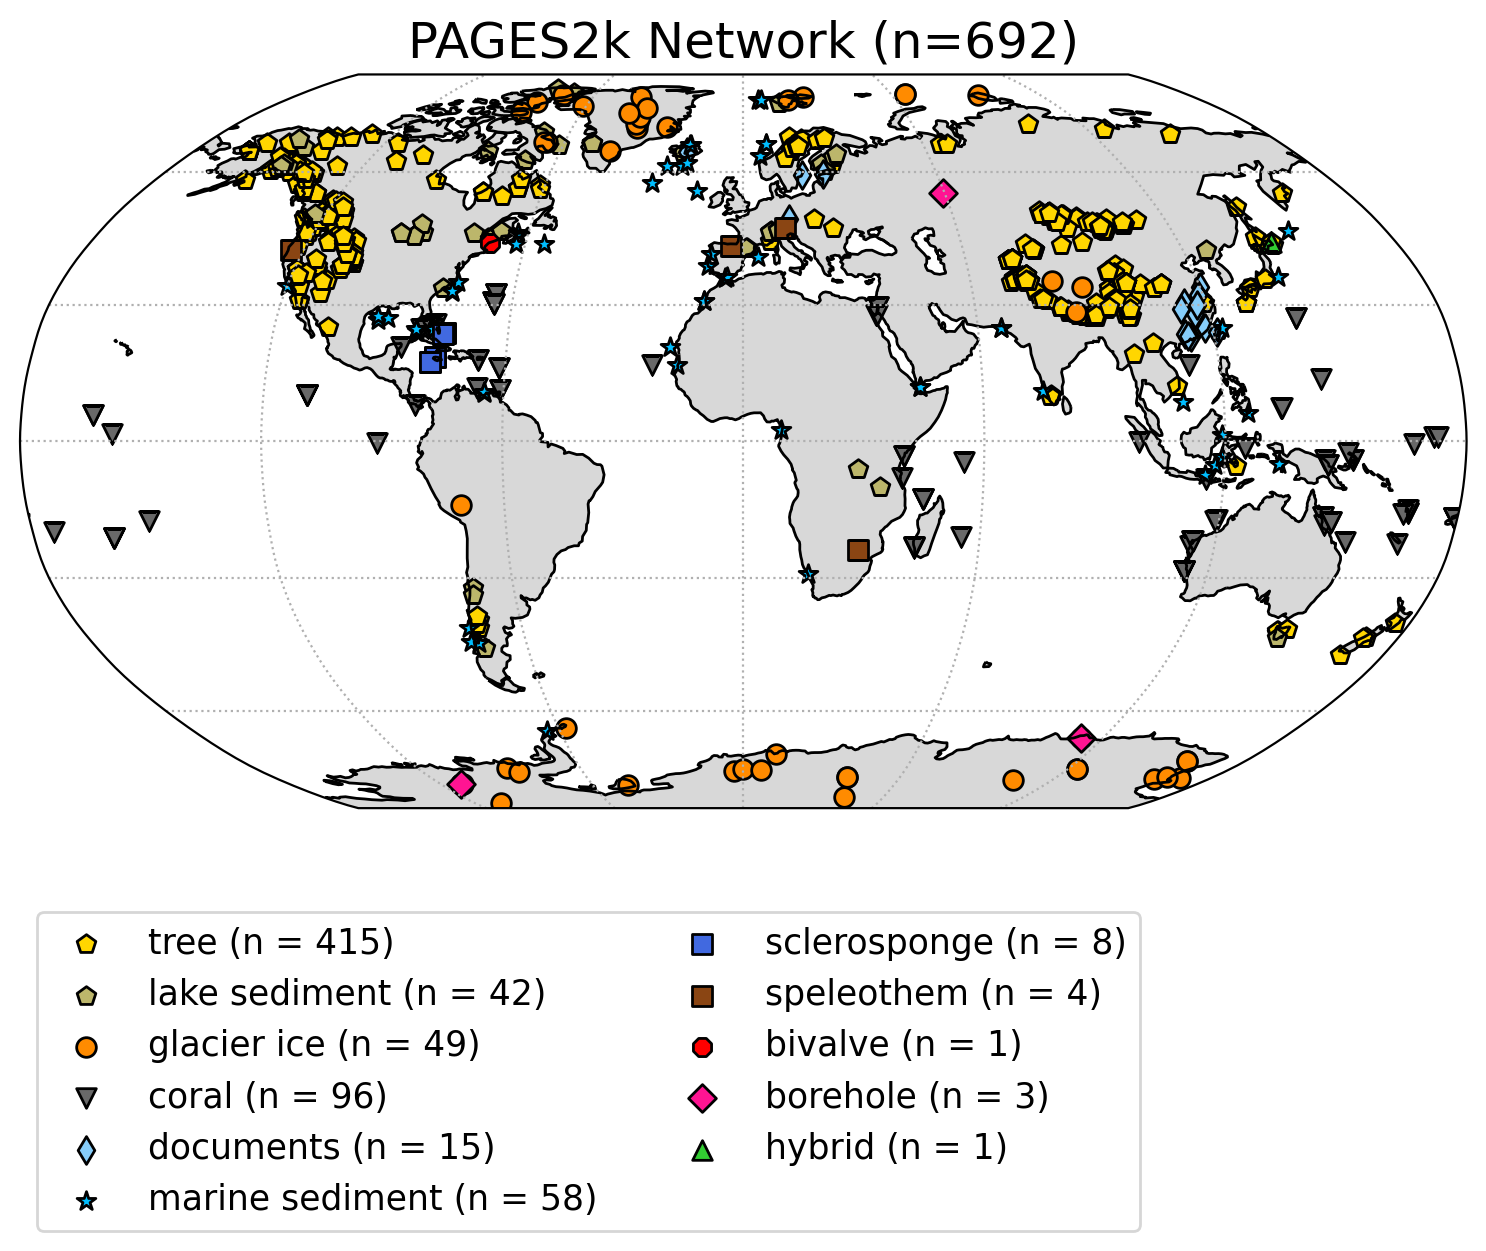 PAGES2k Network (n=692)
tree (n = 415)
lake sediment (n = 42)
glacier ice (n = 49)
coral (n = 96)
documents (n = 15)
marine sediment (n = 58)
sclerosponge (n = 8)
speleothem (n = 4)
bivalve (n = 1)
borehole (n = 3)
hybrid (n = 1)